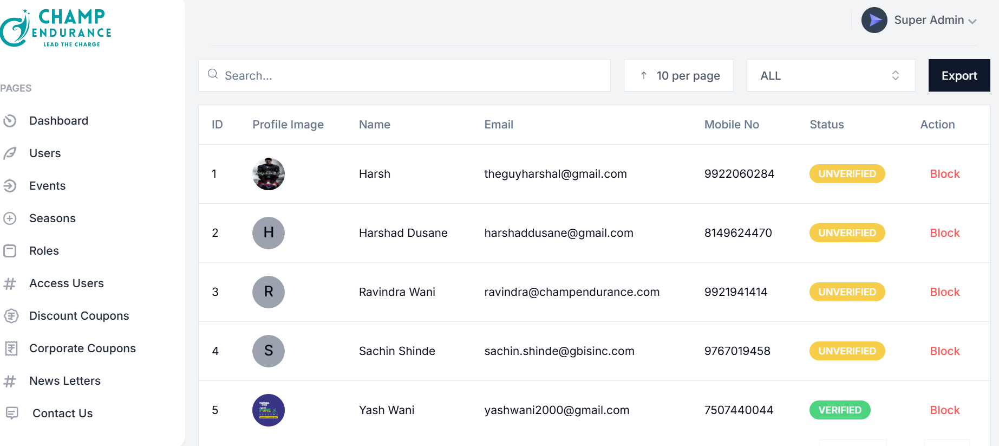 CHAMP
ENDURANCE
LEAD THE CHARGE
Super Admin
Search...
10 per page
ALL
Export
PAGES
Dashboard
Users
Events
Seasons
Roles
Access Users
Discount Coupons
Corporate Coupons
News Letters
Contact Us
ID Profile Image Name Email Mobile No Status Action
1 Harsh theguyharshal@gmail.com 9922060284 UNVERIFIED Block
2 H Harshad Dusane harshaddusane@gmail.com 8149624470 UNVERIFIED Block
3 R Ravindra Wani ravindra@champendurance.com 9921941414 UNVERIFIED Block
4 S Sachin Shinde sachin.shinde@gbisinc.com 9767019458 UNVERIFIED Block
5 Yash Wani yashwani2000@gmail.com 7507440044 VERIFIED Block